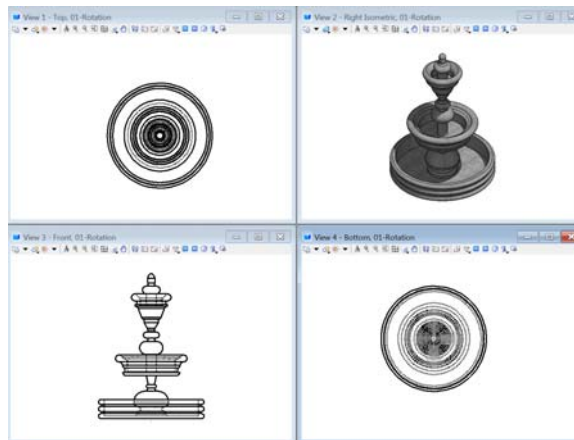 View 1 - Top, 01-Rotation
View 2 - Right Isometric, 01-Rotation
View 3 - Front, 01-Rotation
View 4 - Bottom, 01-Rotation